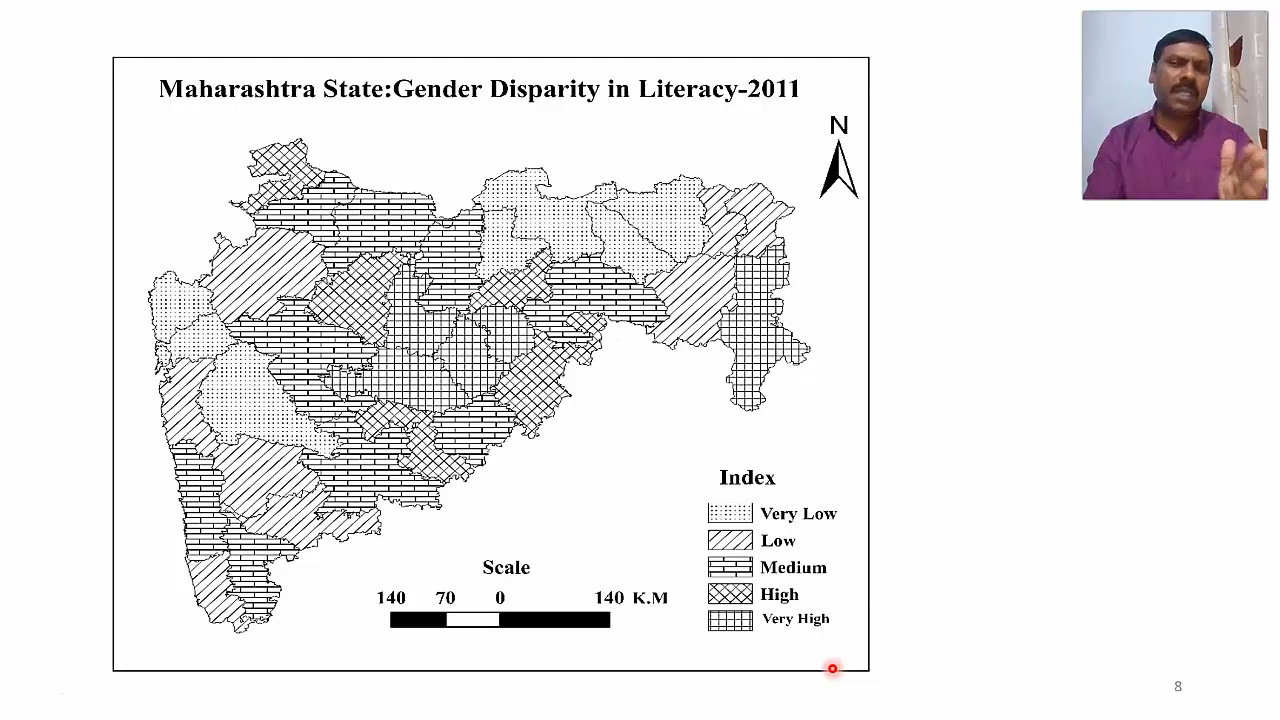 Maharashtra State:Gender Disparity in Literacy-2011
N
Index
Very Low
Low
Medium
High
Very High
Scale
140 70 0 140 K.M
8